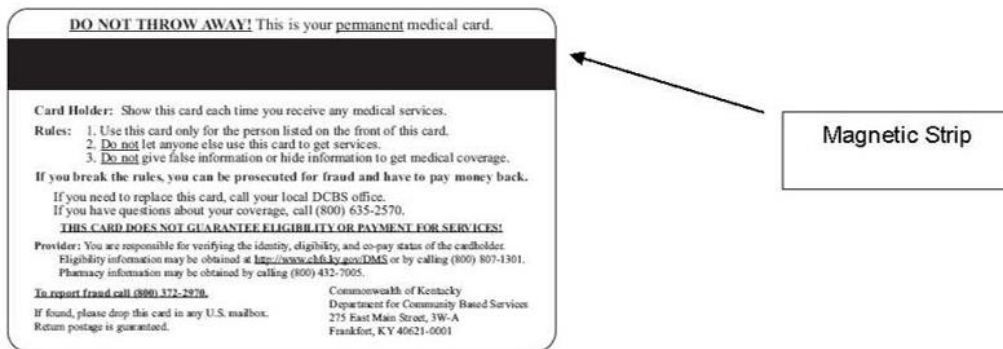 DO NOT THROW AWAY! This is your permanent medical card.
Magnetic Strip
Card Holder: Show this card each time you receive any medical services.
Rules: 1. Use this card only for the person listed on the front of this card.
2. Do not let anyone else use this card to get services.
3. Do not give false information or hide information to get medical coverage.
If you break the rules, you can be prosecuted for fraud and have to pay money back.
If you need to replace this card, call your local DCBS office.
If you have questions about your coverage, call (800) 635-2570.
THIS CARD DOES NOT GUARANTEE ELIGIBILITY OR PAYMENT FOR SERVICES!
Provider: You are responsible for verifying the identity, eligibility, and co-pay status of the cardholder.
Eligibility information may be obtained at http://www.chfs.ky.gov/DMS or by calling (800) 807-1301.
Pharmacy information may be obtained by calling (800) 432-7005.
To report fraud call (800) 372-2970.
If found, please drop this card in any U.S. mailbox.
Return postage is guaranteed.
Commonwealth of Kentucky
Department for Community Based Services
275 East Main Street, 3W-A
Frankfort, KY 40621-0001